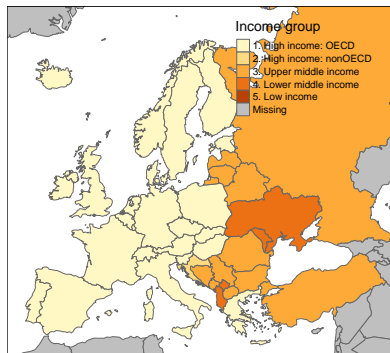 Income group
1. High income: OECD
2. High income: nonOECD
3. Upper middle income
4. Lower middle income
5. Low income
Missing